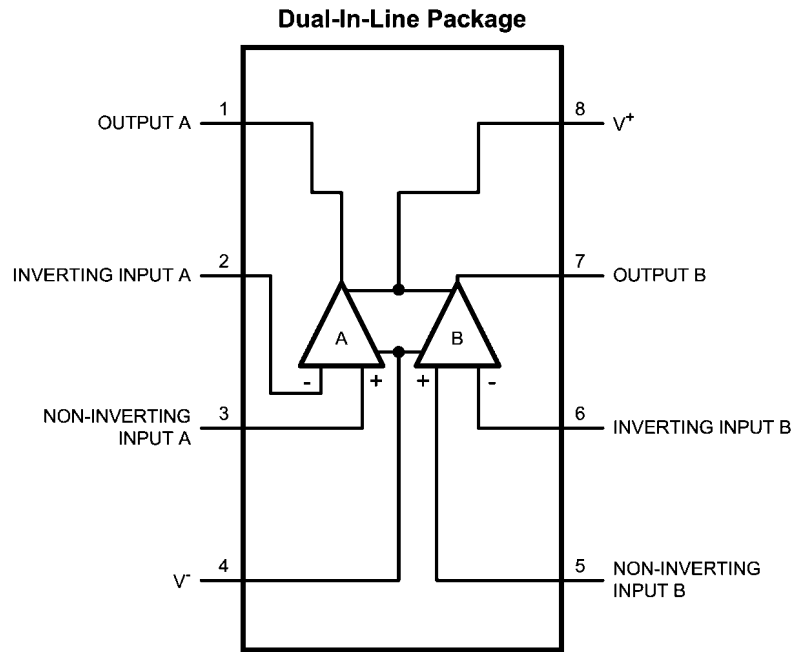 Dual-In-Line Package
1
OUTPUT A
8
V+
2
INVERTING INPUT A
7
OUTPUT B
A
B
-
+
+
-
3
NON-INVERTING
INPUT A
6
INVERTING INPUT B
4
V-
5
NON-INVERTING
INPUT B